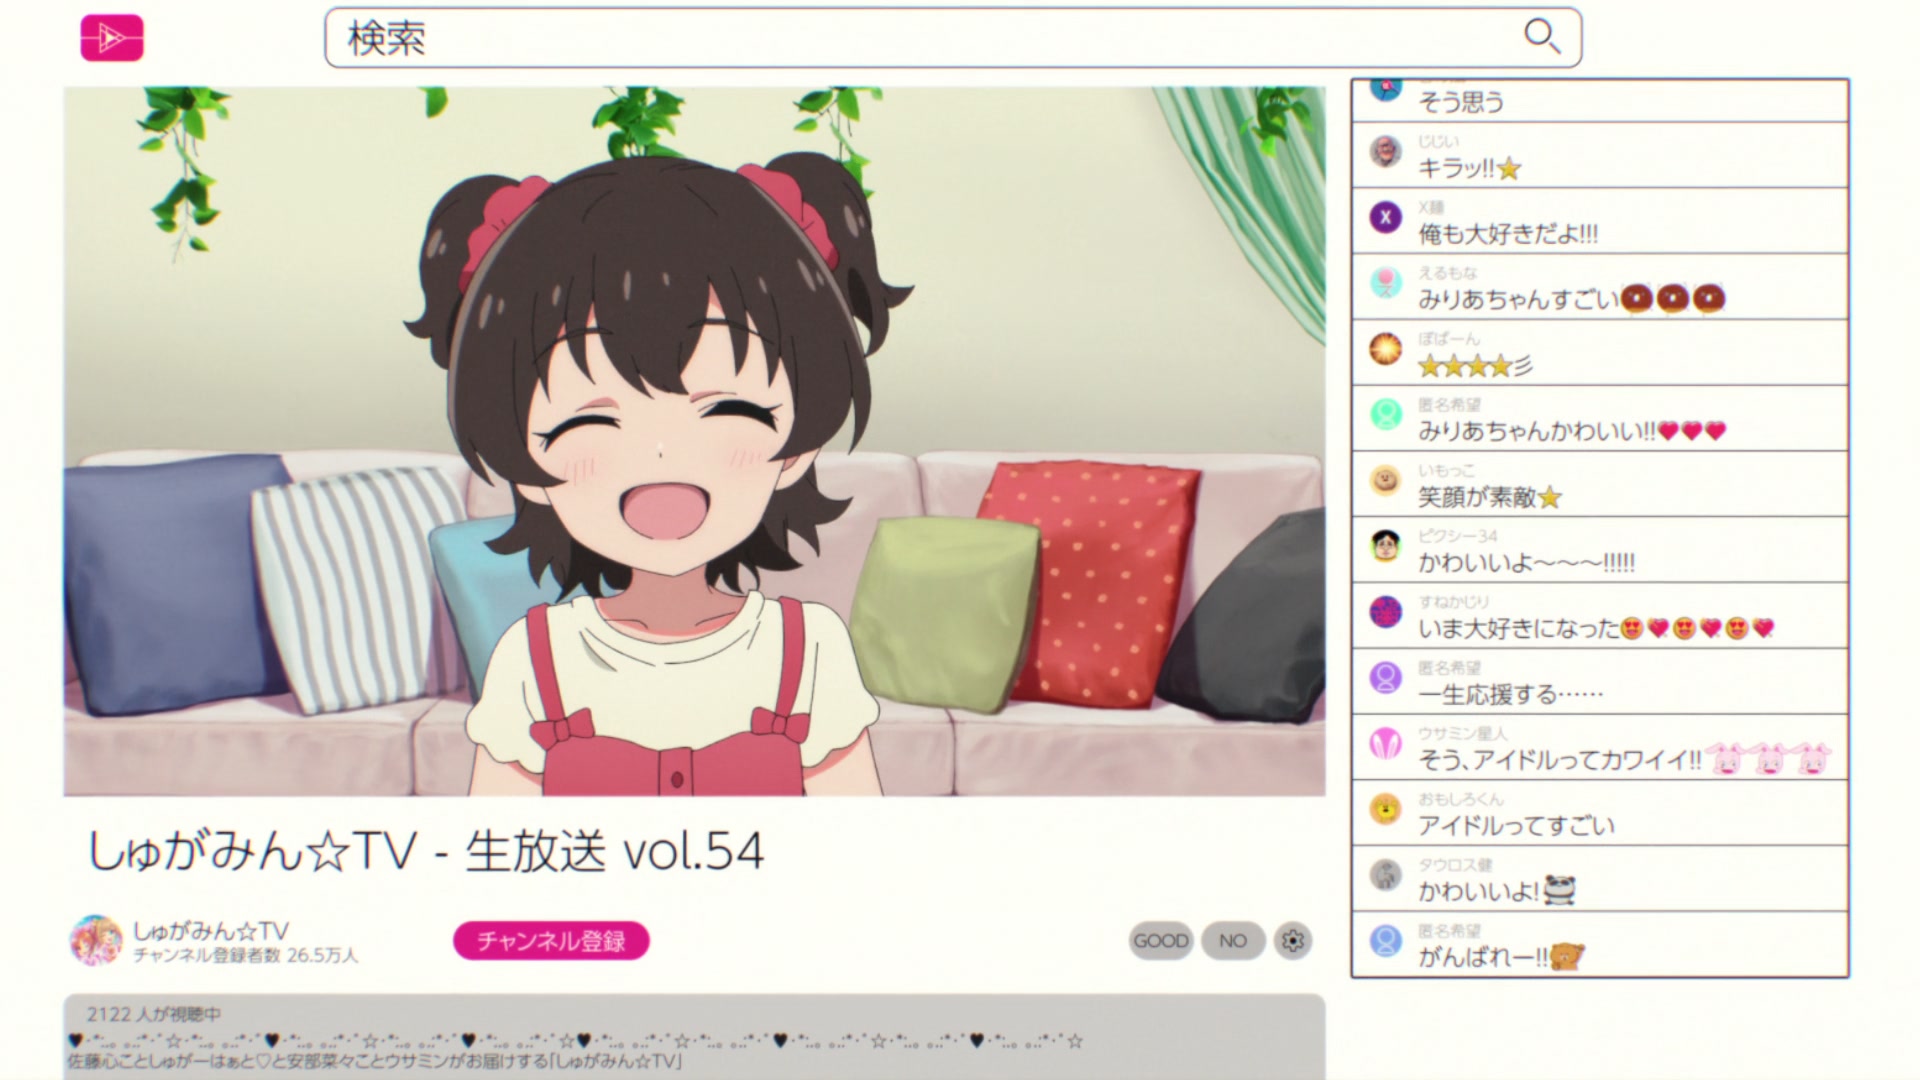 検索
しゅがみん☆TV - 生放送 vol.54
しゅがみん☆TV
チャンネル登録者数 26.5万人
チャンネル登録
GOOD
NO
2122 人が視聴中
佐藤心ことしゅがーはぁと♡と安部菜々ことウサミンがお届けする「しゅがみん☆TV」
そう思う
じじい
キラッ!!⭐
X麺
X
俺も大好きだよ!!!
えるもな
みりあちゃんすごい🍩🍩🍩
ぽぱーん
⭐⭐⭐⭐彡
匿名希望
みりあちゃんかわいい!!❤❤❤
いもっこ
笑顔が素敵⭐
ピクシー34
かわいいよ〜〜〜!!!!!
すねかじり
いま大好きになった😍💘😍💘😍💘
匿名希望
一生応援する……
ウサミン星人
そう、アイドルってカワイイ!!
おもしろくん
アイドルってすごい
タウロス健
かわいいよ!
匿名希望
がんばれー!!